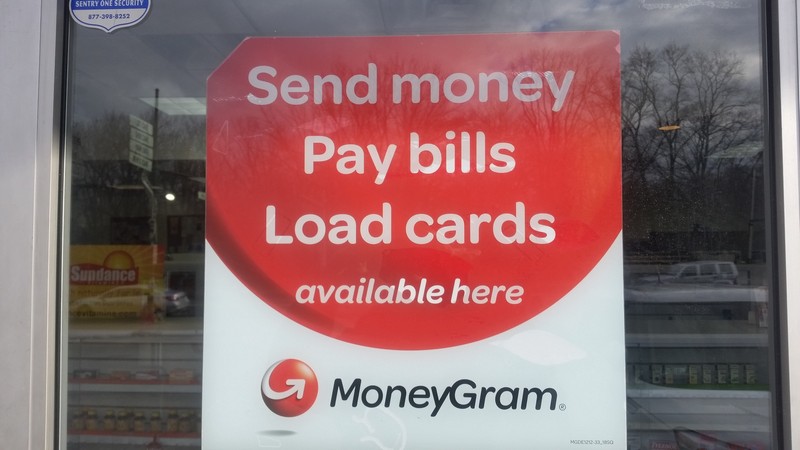 SENTRY ONE SECURITY
877-398-8252
Send money
Pay bills
Load cards
available here
Sundance
MoneyGram®